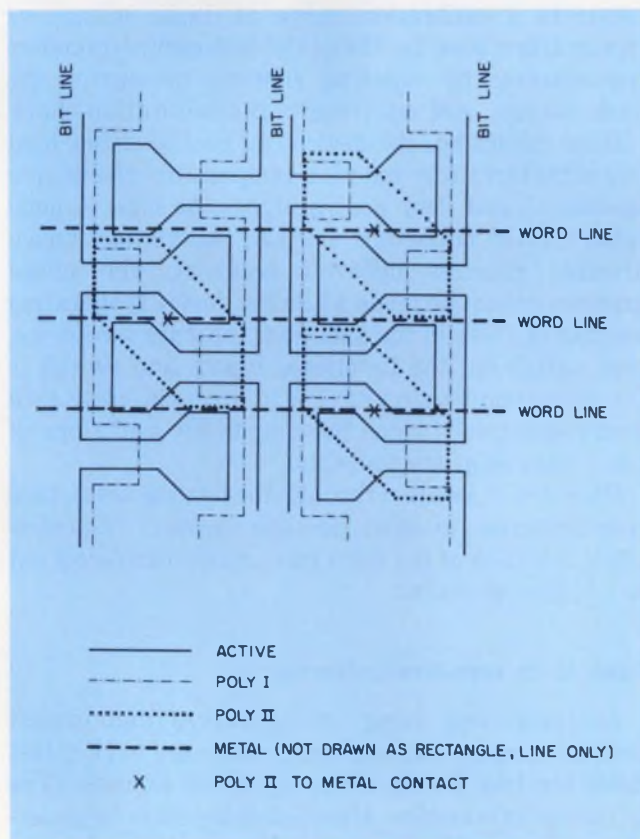 BIT LINE
BIT LINE
BIT LINE
WORD LINE
WORD LINE
WORD LINE
ACTIVE
POLY I
POLY II
METAL (NOT DRAWN AS RECTANGLE, LINE ONLY)
X POLY II TO METAL CONTACT